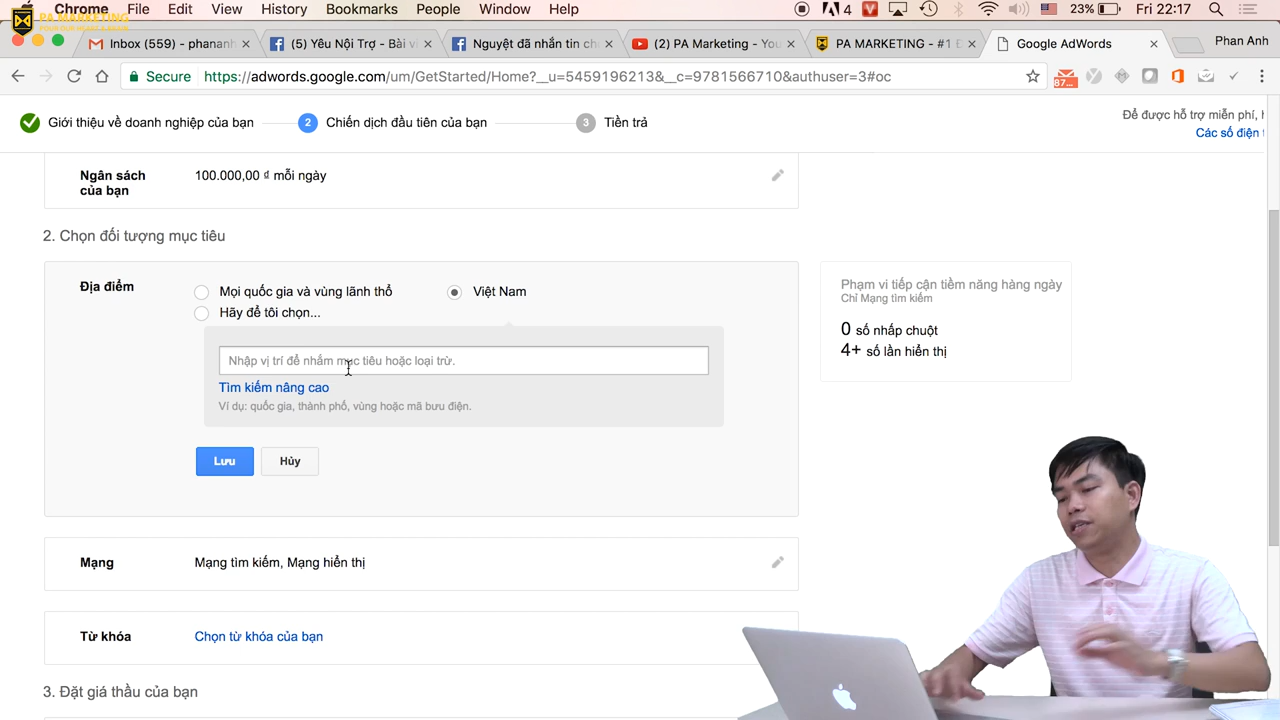 PA MARKETING
Chrome File Edit View History Bookmarks People Window Help
4 23% Fri 22:17
Inbox (559) - phananh
(5) Yêu Nội Trợ - Bài vi
Nguyệt đã nhắn tin cho
(2) PA Marketing - You
PA MARKETING - #1 E
Google AdWords
Phan Anh
Secure https://adwords.google.com/um/GetStarted/Home?__u=5459196213&__c=9781566710&authuser=3#oc
87...
Giới thiệu về doanh nghiệp của bạn
2 Chiến dịch đầu tiên của bạn
3 Tiền trả
Để được hỗ trợ miễn phí, h
Các số điện t
Ngân sách của bạn
100.000,00 ₫ mỗi ngày
2. Chọn đối tượng mục tiêu
Địa điểm
Mọi quốc gia và vùng lãnh thổ
Việt Nam
Hãy để tôi chọn...
Nhập vị trí để nhắm mục tiêu hoặc loại trừ.
Tìm kiếm nâng cao
Ví dụ: quốc gia, thành phố, vùng hoặc mã bưu điện.
Lưu Hủy
Phạm vi tiếp cận tiềm năng hàng ngày
Chỉ Mạng tìm kiếm
0 số nhấp chuột
4+ số lần hiển thị
Mạng
Mạng tìm kiếm, Mạng hiển thị
Từ khóa
Chọn từ khóa của bạn
3. Đặt giá thầu của bạn